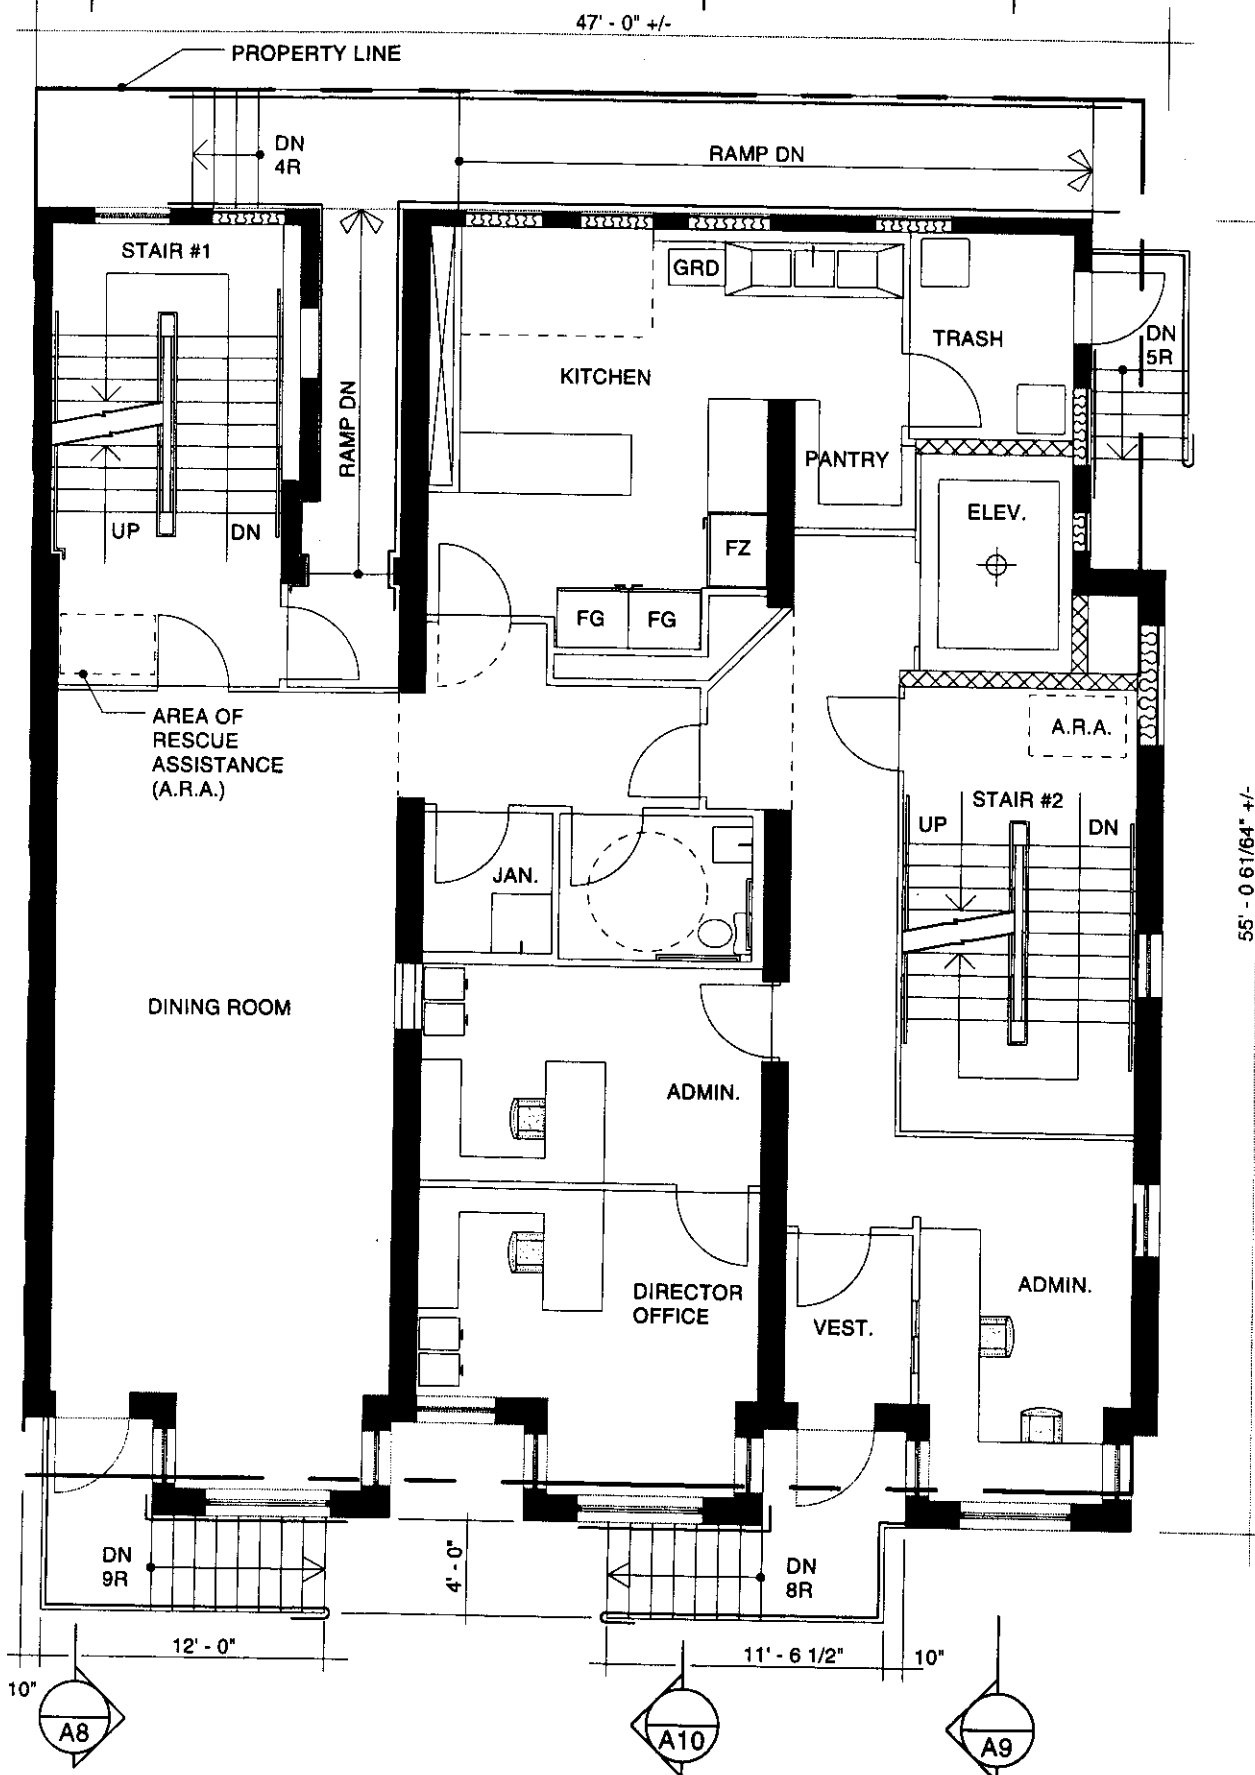 47' - 0" +/-
PROPERTY LINE
DN
4R
RAMP DN
STAIR #1
GRD
TRASH
DN
5R
KITCHEN
RAMP DN
PANTRY
ELEV.
UP
DN
FZ
FG
FG
AREA OF
RESCUE
ASSISTANCE
(A.R.A.)
A.R.A.
STAIR #2
UP
DN
55' - 0 61/64" +/-
JAN.
DINING ROOM
ADMIN.
DIRECTOR
OFFICE
VEST.
ADMIN.
DN
9R
4' - 0"
DN
8R
12' - 0"
11' - 6 1/2"
10"
10"
A8
A10
A9